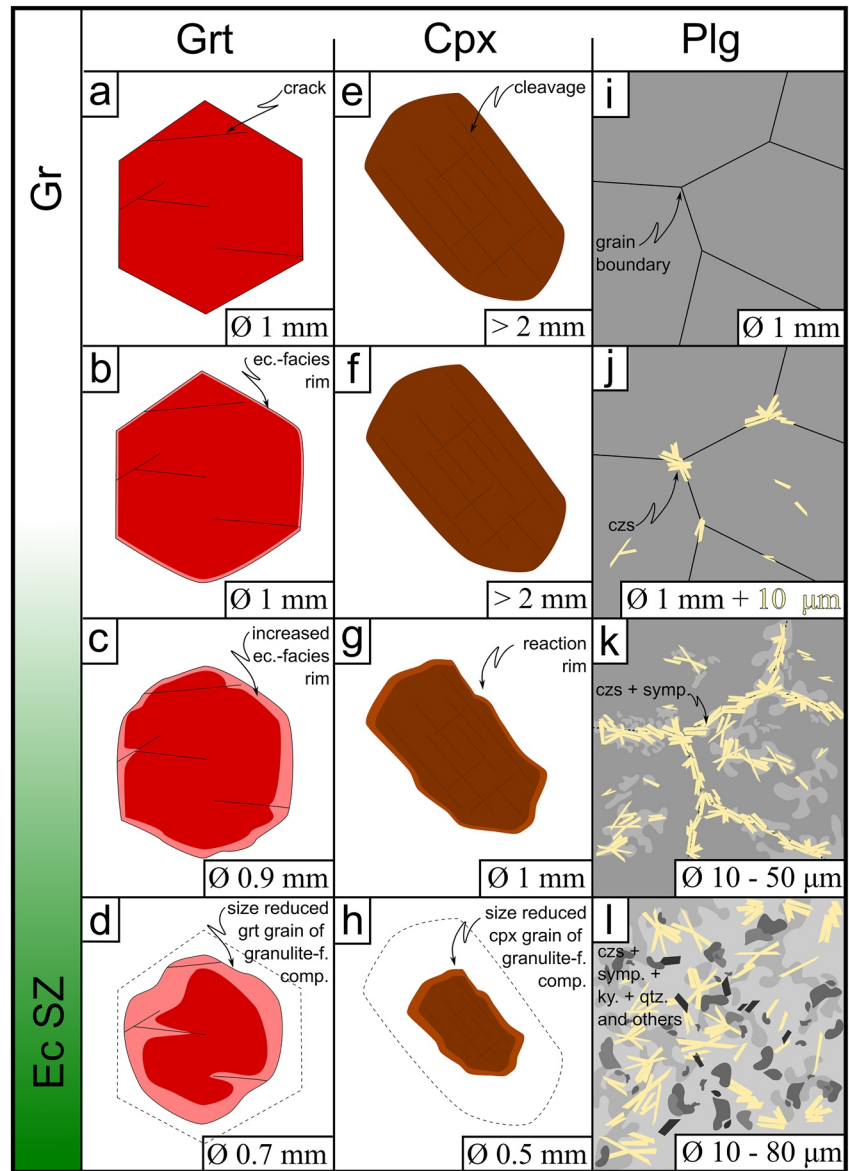 Grt
Cpx
Plg
Gr
Ec SZ
a
crack
Ø 1 mm
e
cleavage
> 2 mm
i
grain
boundary
Ø 1 mm
b
ec.-facies
rim
Ø 1 mm
f
> 2 mm
j
czs
Ø 1 mm + 10 µm
c
increased
ec.-facies
rim
Ø 0.9 mm
g
reaction
rim
Ø 1 mm
k
czs + symp.
Ø 10 - 50 µm
d
size reduced
grt grain of
granulite-f.
comp.
Ø 0.7 mm
h
size reduced
cpx grain of
granulite-f.
comp.
Ø 0.5 mm
l
czs +
symp. +
ky. + qtz.
and others
Ø 10 - 80 µm